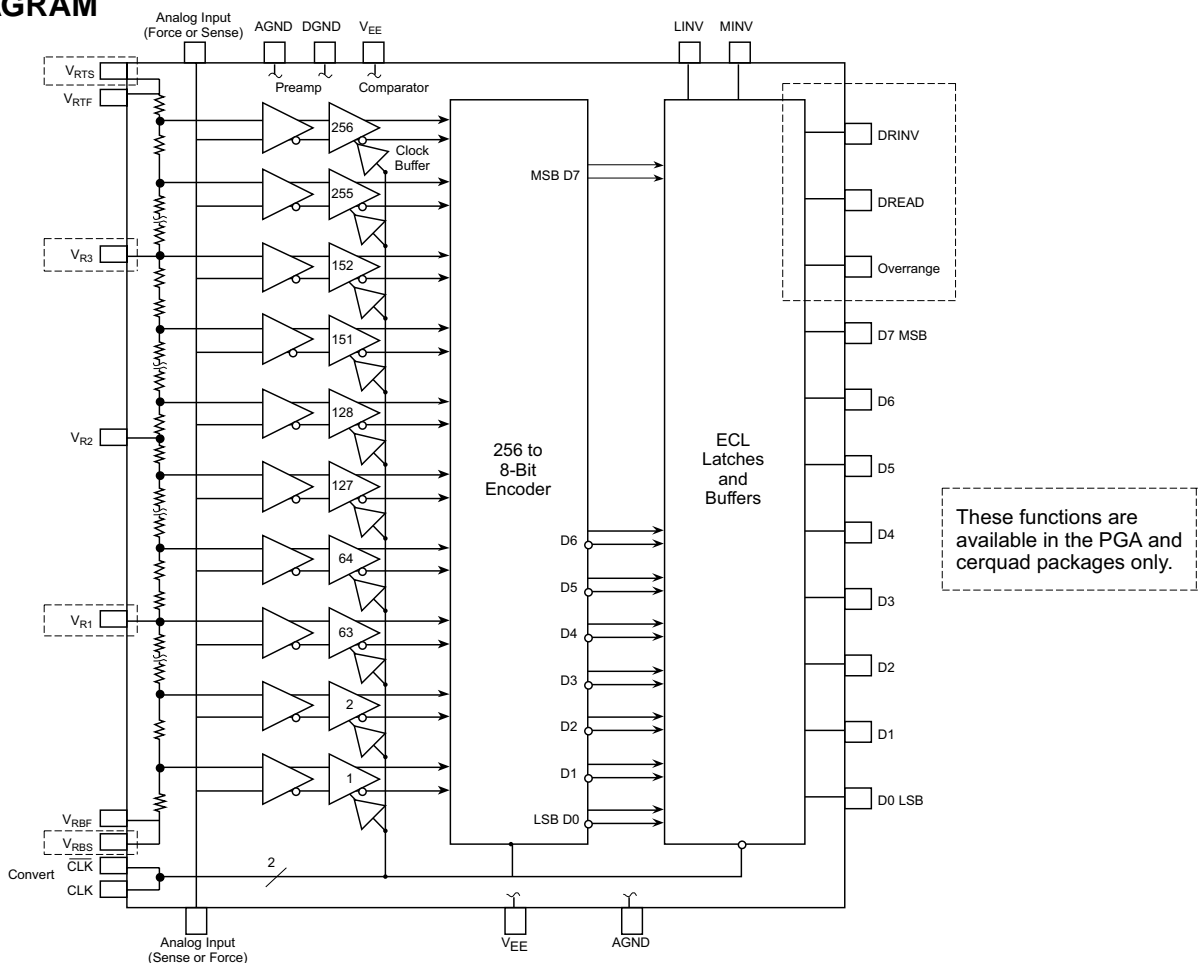 AGRAM
Analog Input
(Force or Sense)
AGND
DGND
VEE
LINV
MINV
Preamp
Comparator
VRTS
VRTF
256
Clock
Buffer
255
VR3
152
151
128
VR2
127
64
VR1
63
2
1
VRBF
VRBS
Convert
CLK
CLK
2
256 to
8-Bit
Encoder
MSB D7
D6
D5
D4
D3
D2
D1
LSB D0
ECL
Latches
and
Buffers
DRINV
DREAD
Overrange
D7 MSB
D6
D5
D4
D3
D2
D1
D0 LSB
These functions are
available in the PGA and
cerquad packages only.
Analog Input
(Sense or Force)
VEE
AGND